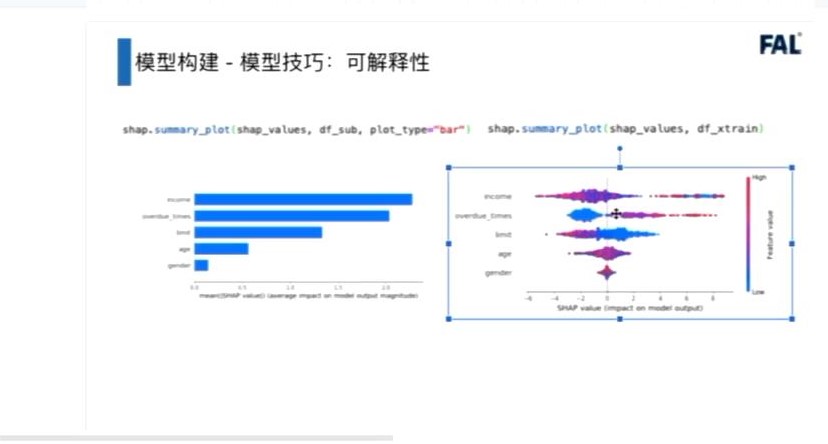 FAL
模型构建 - 模型技巧：可解释性
shap.summary_plot(shap_values, df_sub, plot_type="bar")
income
overdue_times
limit
age
gender
0.0 0.5 1.0 1.5 2.0
mean(|SHAP value|) (average impact on model output magnitude)
shap.summary_plot(shap_values, df_xtrain)
income
overdue_times
limit
age
gender
-6 -4 -2 0 2 4 6 8
SHAP value (impact on model output)
High
Feature value
Low